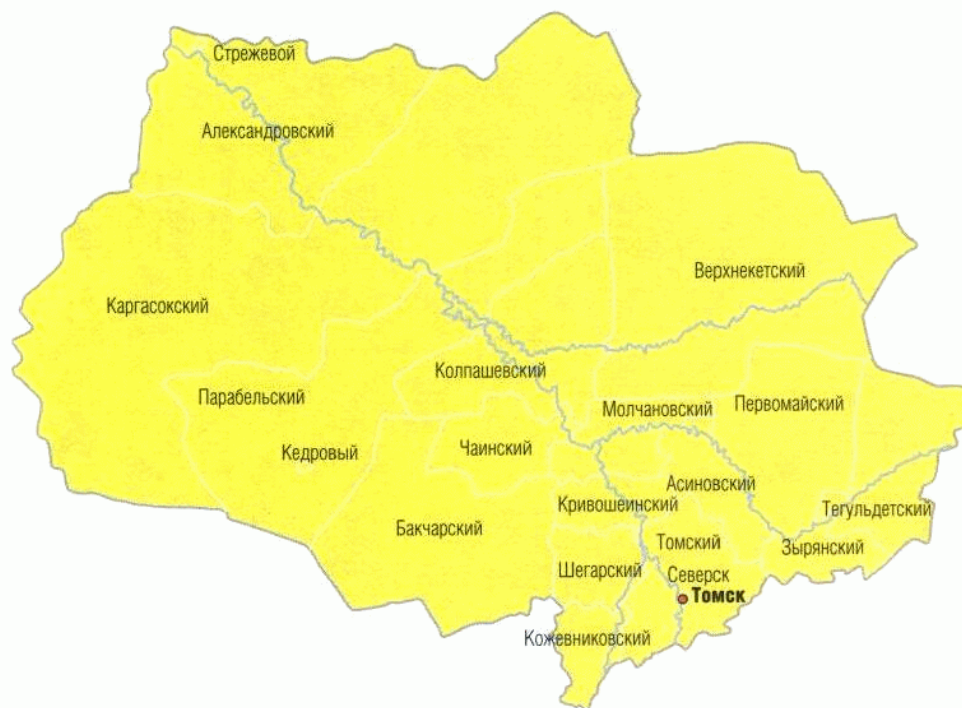 Стрежевой
Александровский
Верхнекетский
Каргасокский
Колпашевский
Парабельский
Молчановский
Первомайский
Чаинский
Кедровый
Асиновский
Кривошеинский
Тегульдетский
Бакчарский
Томский
Зырянский
Шегарский
Северск
Томск
Кожевниковский